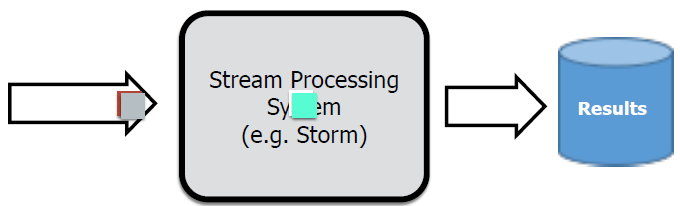 Stream Processing
(e.g. Storm)
Results